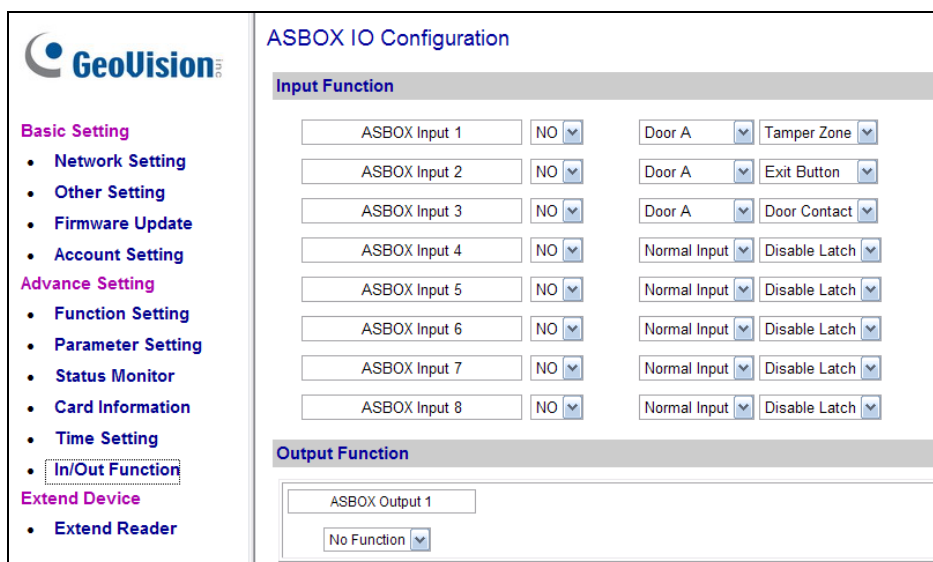 GeoVision inc
Basic Setting
Network Setting
Other Setting
Firmware Update
Account Setting
Advance Setting
Function Setting
Parameter Setting
Status Monitor
Card Information
Time Setting
In/Out Function
Extend Device
Extend Reader
ASBOX IO Configuration
Input Function
ASBOX Input 1 NO Door A Tamper Zone
ASBOX Input 2 NO Door A Exit Button
ASBOX Input 3 NO Door A Door Contact
ASBOX Input 4 NO Normal Input Disable Latch
ASBOX Input 5 NO Normal Input Disable Latch
ASBOX Input 6 NO Normal Input Disable Latch
ASBOX Input 7 NO Normal Input Disable Latch
ASBOX Input 8 NO Normal Input Disable Latch
Output Function
ASBOX Output 1
No Function